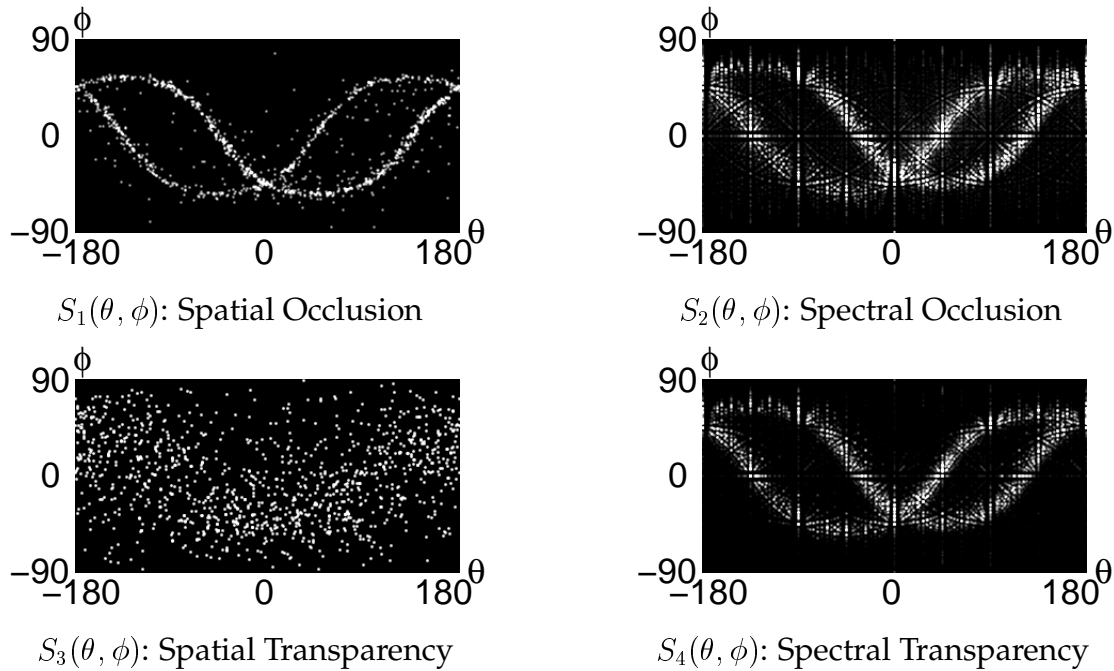 ϕ ϕ
90 90
0 0
−90 −90
−180 0 180 θ −180 0 180 θ
S₁(θ, ϕ): Spatial Occlusion S₂(θ, ϕ): Spectral Occlusion
ϕ ϕ
90 90
0 0
−90 −90
−180 0 180 θ −180 0 180 θ
S₃(θ, ϕ): Spatial Transparency S₄(θ, ϕ): Spectral Transparency